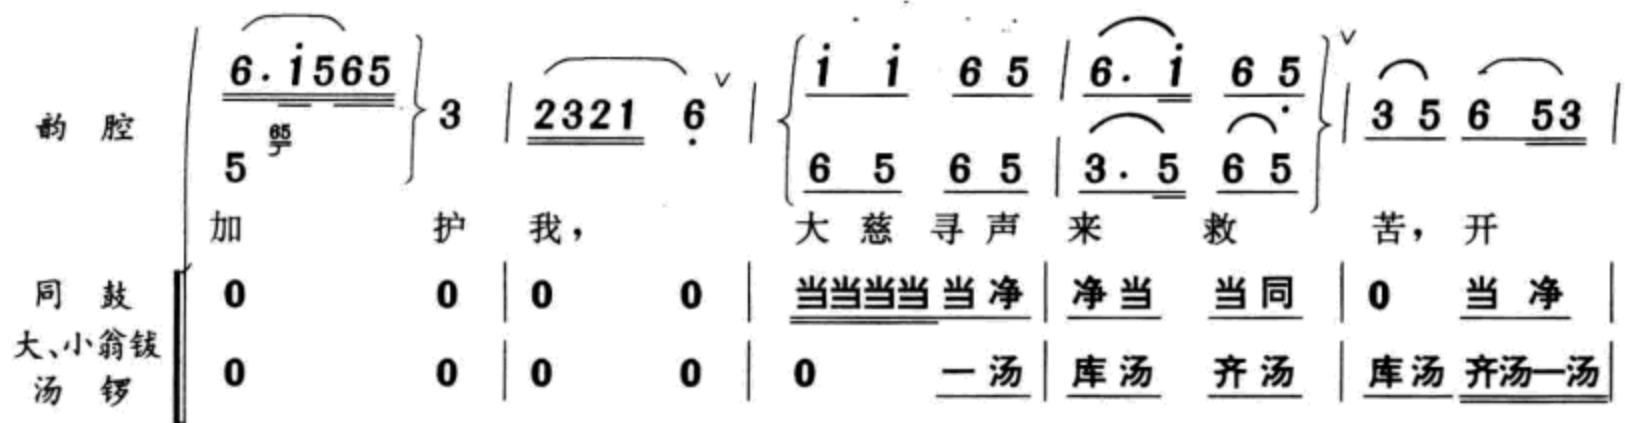 6·i565 i i 6 5 6· i 6 5 ∨
韵 腔 3 2321 6 ∨ 3 5 6 53
65
5 6 5 6 5 3· 5 6 5
加 护 我， 大 慈 寻 声 来 救 苦， 开
同 鼓 0 0 0 0 当当当当 当 净 净 当 当 同 0 当 净
大、小翁钹
汤 锣 0 0 0 0 0 一 汤 库 汤 齐 汤 库 汤 齐汤一汤